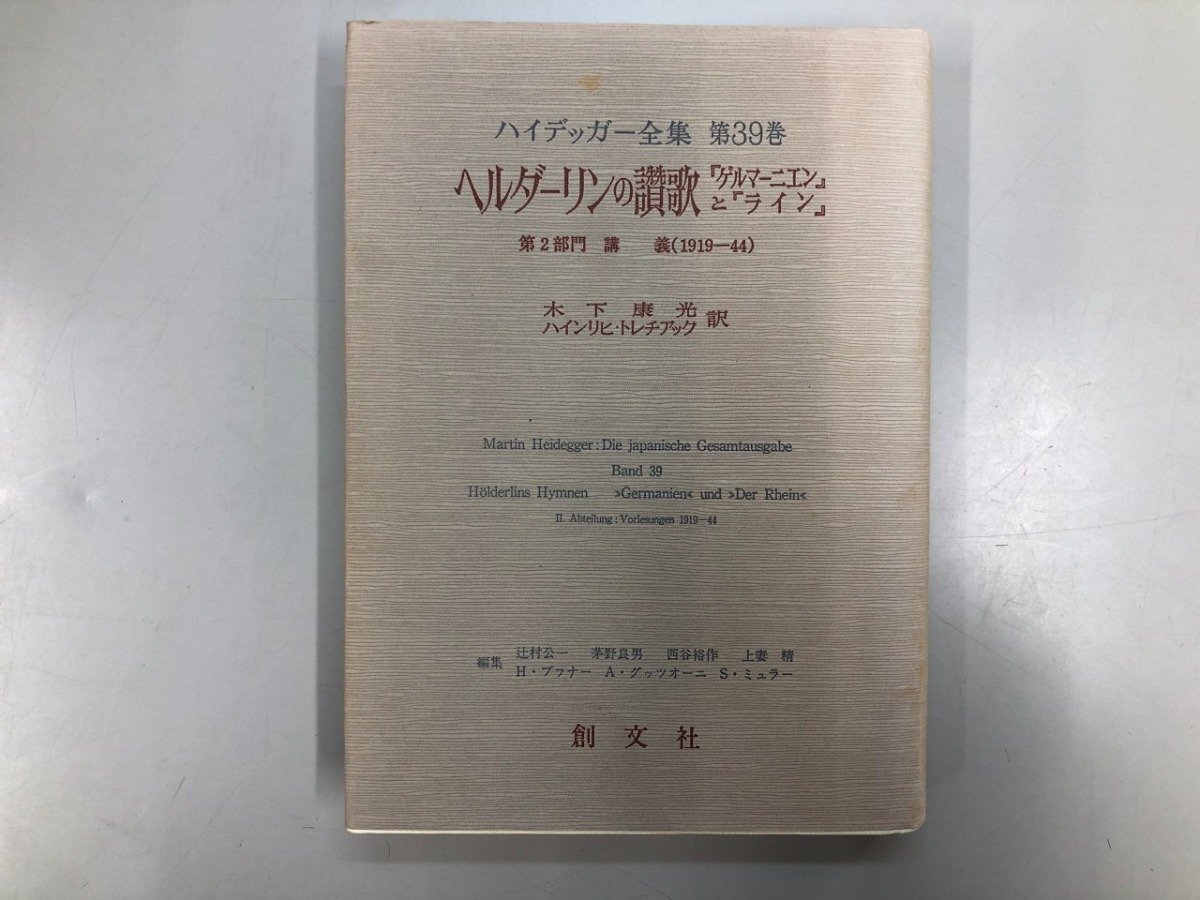 ハイデッガー全集 第39巻
ヘルダーリンの讃歌『ゲルマーニエン』と『ライン』
第2部門 講 義(1919―44)
木下康光
ハインリヒ・トレチアック 訳
Martin Heidegger: Die japanische Gesamtausgabe
Band 39
Hölderlins Hymnen »Germanien« und »Der Rhein«
II. Abteilung: Vorlesungen 1919―44
編集 辻村公一 茅野良男 西谷裕作 上妻 精
H・ブァナー A・グッツオーニ S・ミュラー
創文社